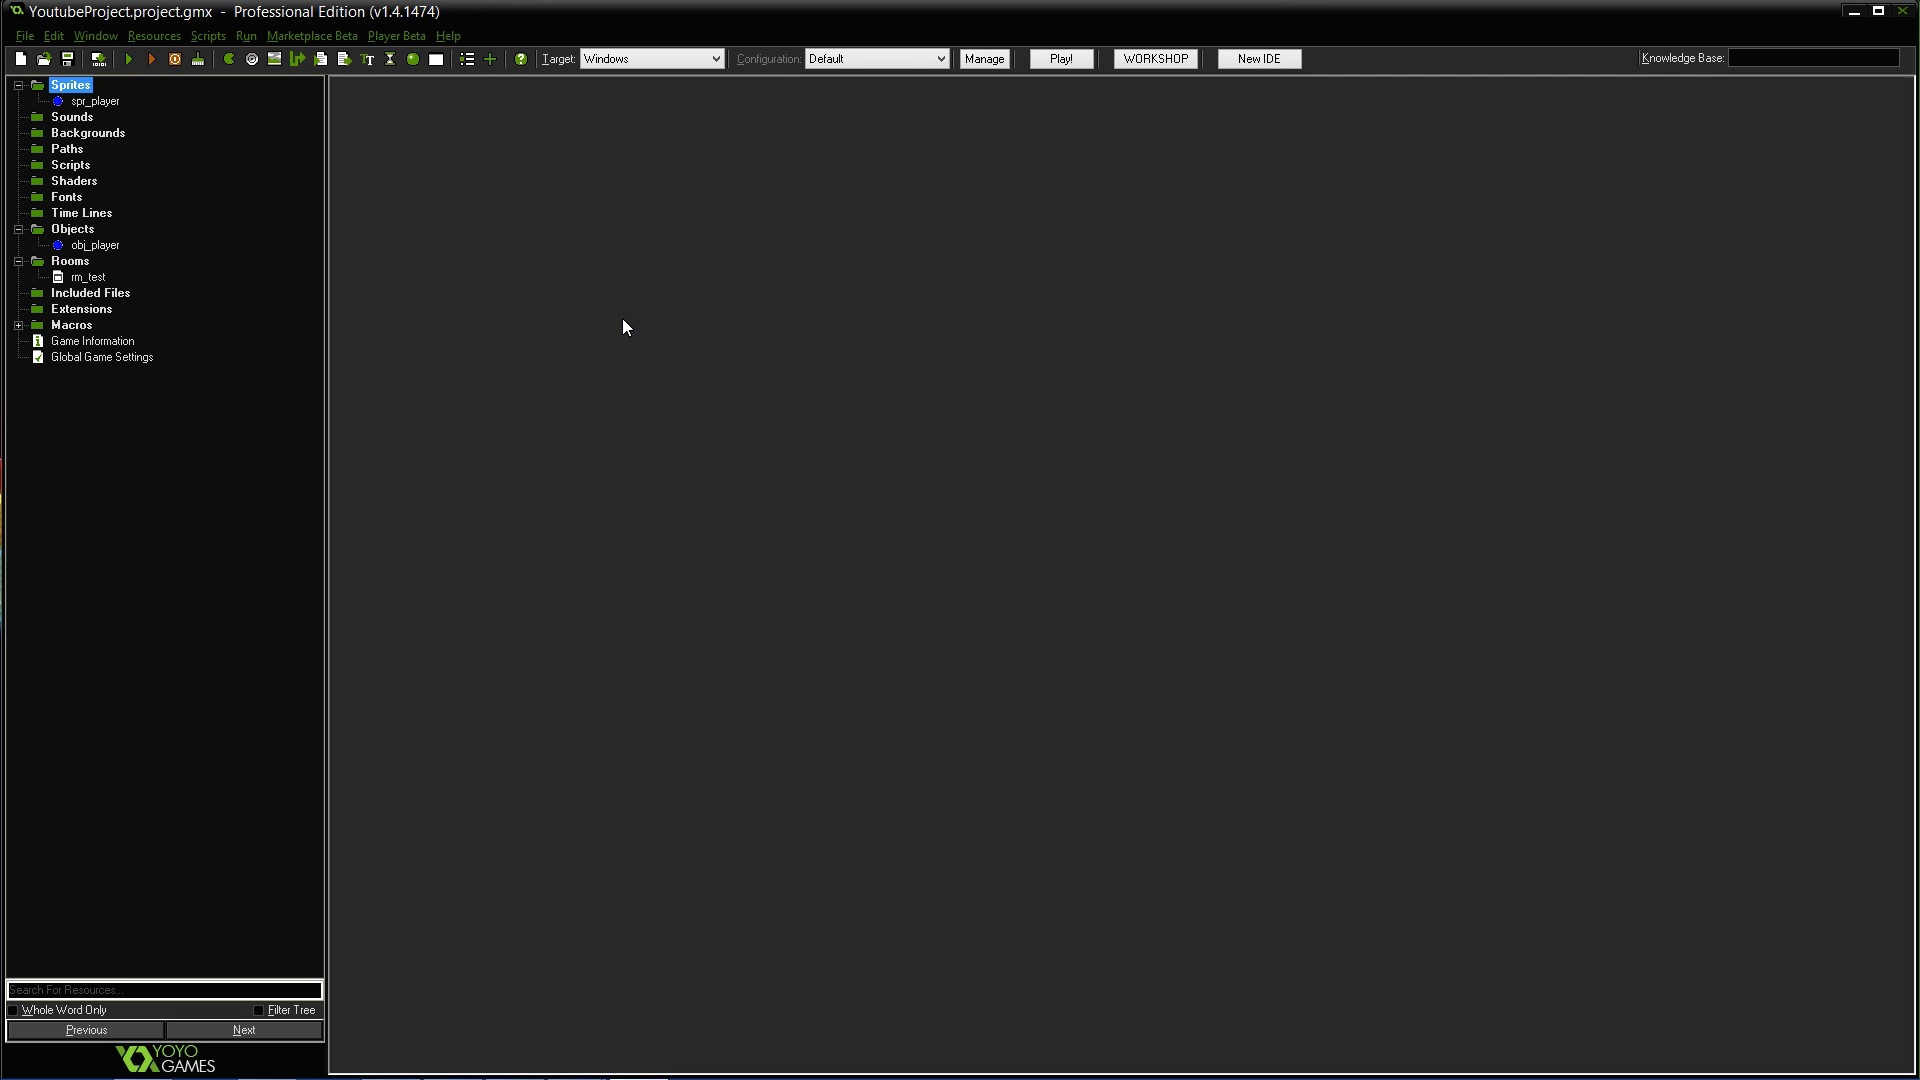 YoutubeProject.project.gmx - Professional Edition (v1.4.1474)
File Edit Window Resources Scripts Run Marketplace Beta Player Beta Help
Target: Windows Configuration: Default Manage Play! WORKSHOP New IDE Knowledge Base:
Sprites
spr_player
Sounds
Backgrounds
Paths
Scripts
Shaders
Fonts
Time Lines
Objects
obj_player
Rooms
rm_test
Included Files
Extensions
Macros
Game Information
Global Game Settings
Search For Resources...
Whole Word Only Filter Tree
Previous Next
YOYO
GAMES